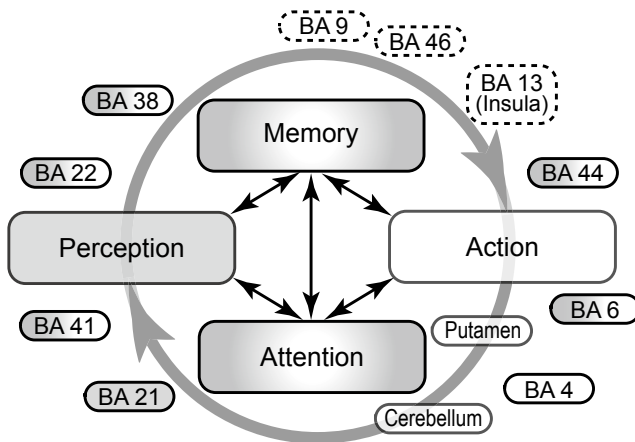 BA 9
BA 46
BA 13
(Insula)
BA 38
Memory
BA 22
BA 44
Perception
Action
BA 41
BA 6
Putamen
Attention
BA 21
BA 4
Cerebellum